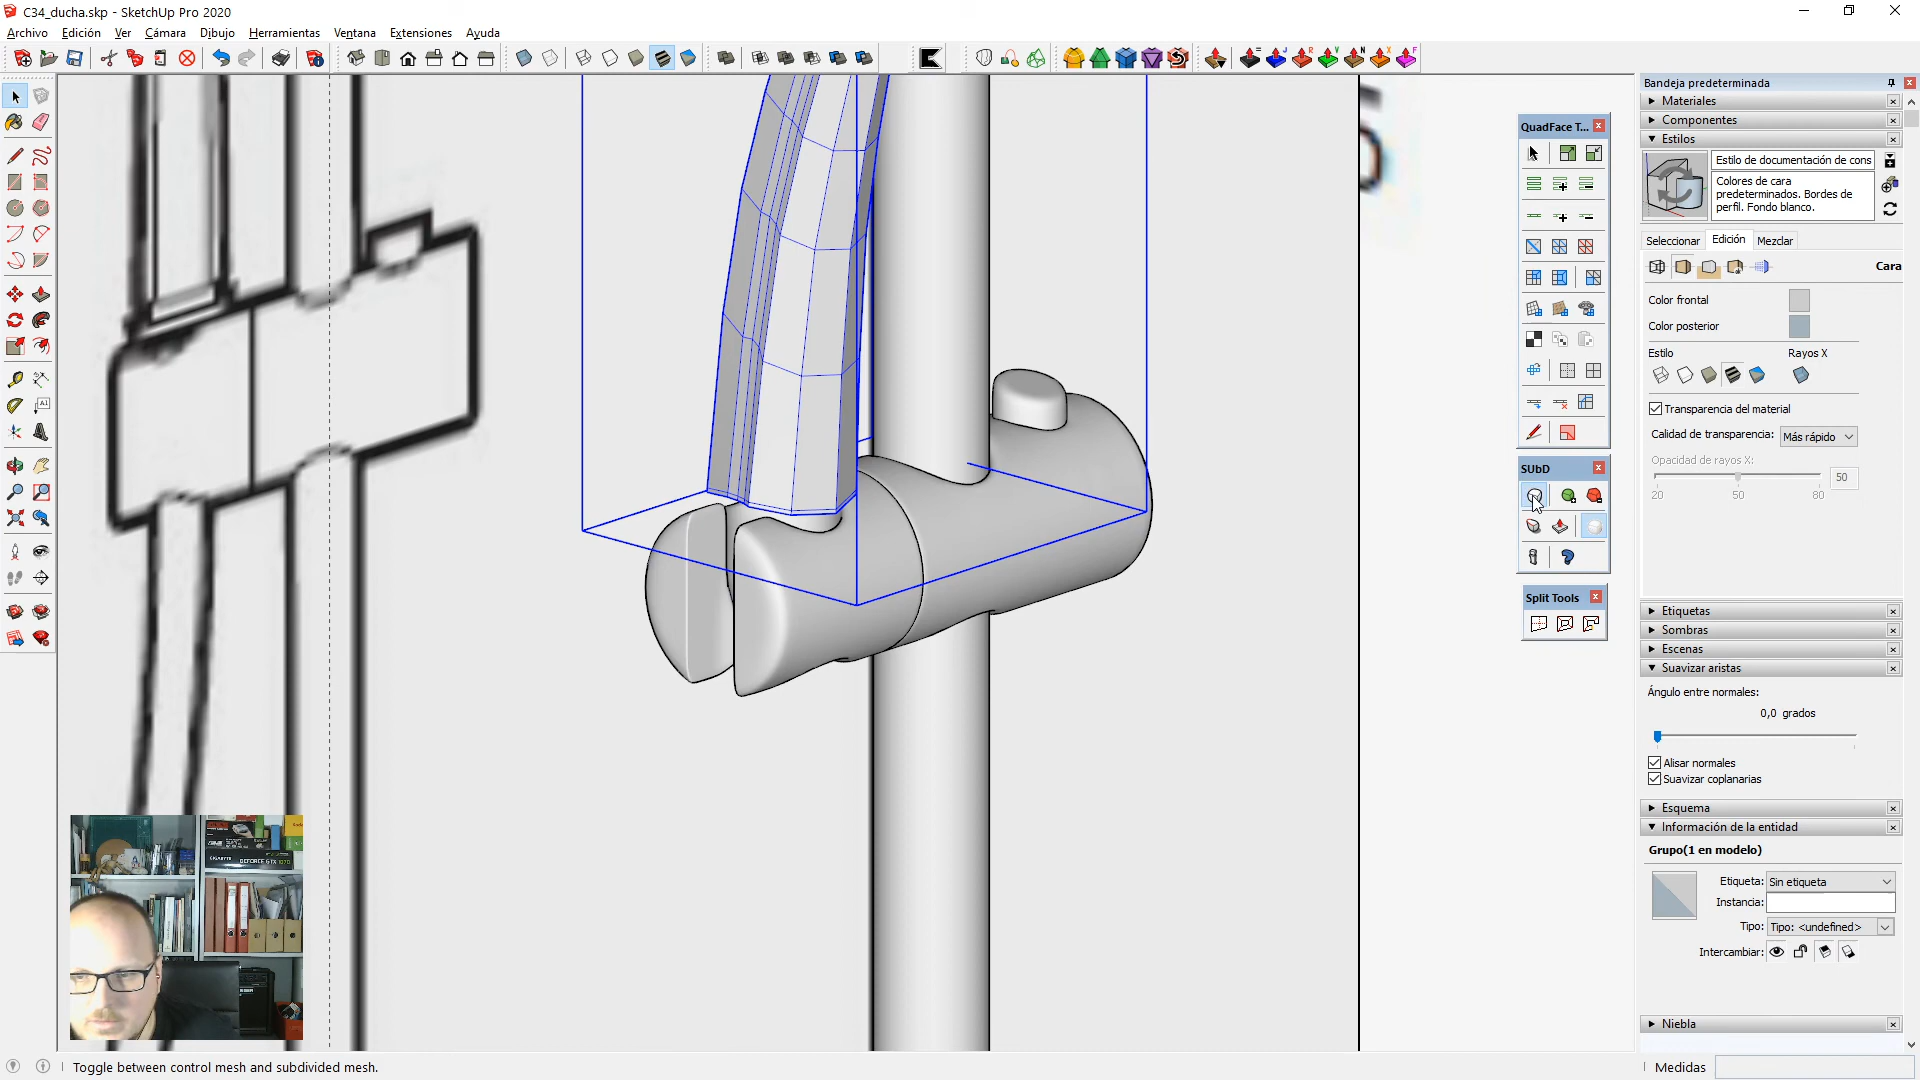 C34_ducha.skp - SketchUp Pro 2020
Archivo Edición Ver Cámara Dibujo Herramientas Ventana Extensiones Ayuda
Bandeja predeterminada
Materiales
Componentes
Estilos
Estilo de documentación de cons
Colores de cara
predeterminados. Bordes de
perfil. Fondo blanco.
Seleccionar Edición Mezclar
Cara
Color frontal
Color posterior
Estilo Rayos X
Transparencia del material
Calidad de transparencia: Más rápido
Opacidad de rayos X:
50
20 50 80
Etiquetas
Sombras
Escenas
Suavizar aristas
Ángulo entre normales:
0,0 grados
Alisar normales
Suavizar coplanarias
Esquema
Información de la entidad
Grupo(1 en modelo)
Etiqueta: Sin etiqueta
Instancia:
Tipo: Tipo: <undefined>
Intercambiar:
Niebla
QuadFace T...
SUbD
Split Tools
GEFORCE GTX 1070
Toggle between control mesh and subdivided mesh.
Medidas